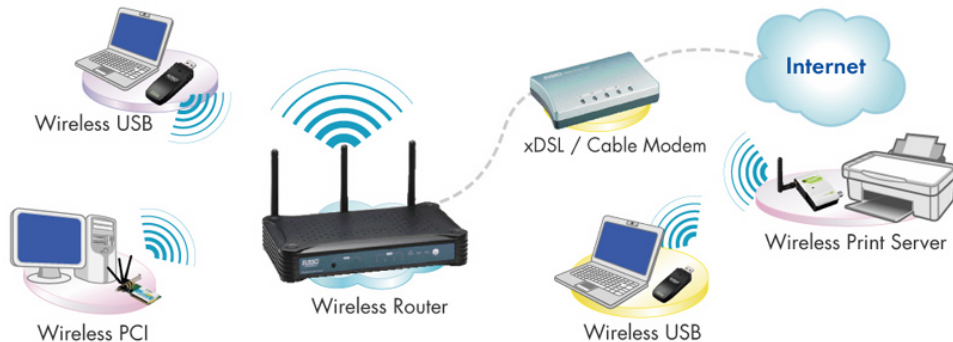 Internet
Wireless USB
xDSL / Cable Modem
Wireless Print Server
Wireless Router
Wireless PCI
Wireless USB